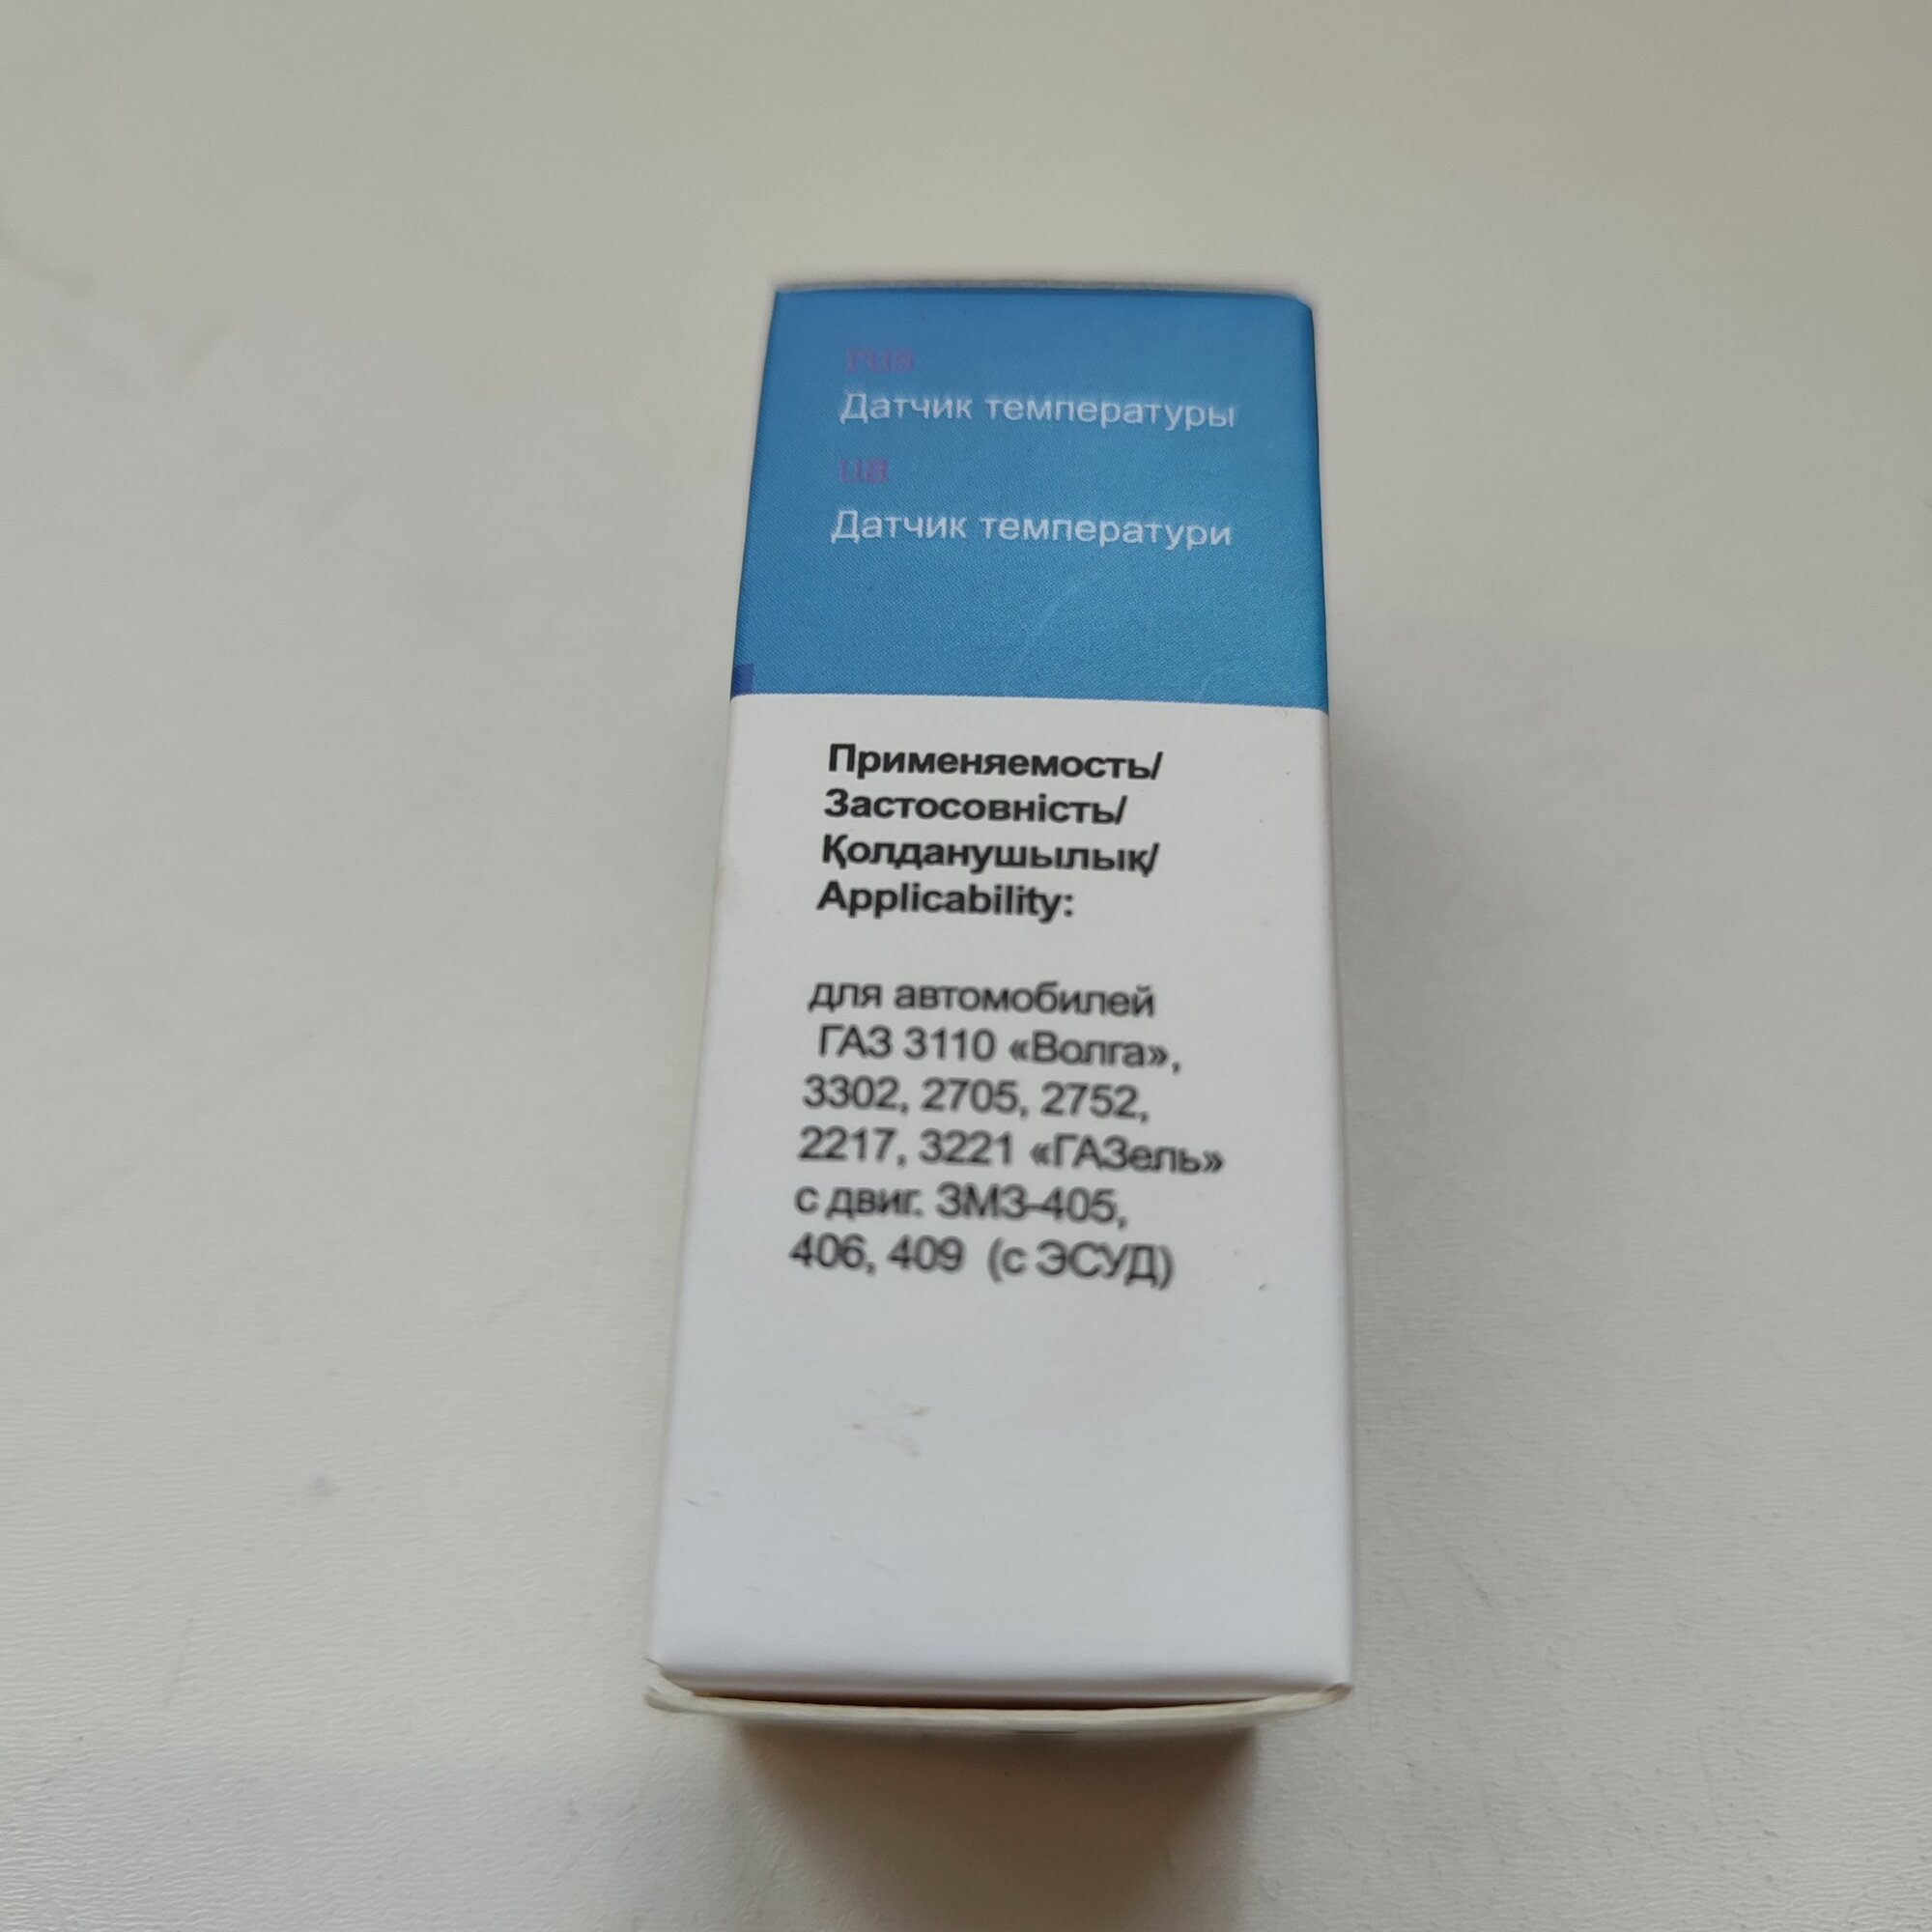 rus
Датчик температуры
ua
Датчик температури
Применяемость/
Застосовність/
Қолданушылық/
Applicability:
для автомобилей
ГАЗ 3110 «Волга»,
3302, 2705, 2752,
2217, 3221 «ГАЗель»
с двиг. ЗМЗ-405,
406, 409 (с ЭСУД)